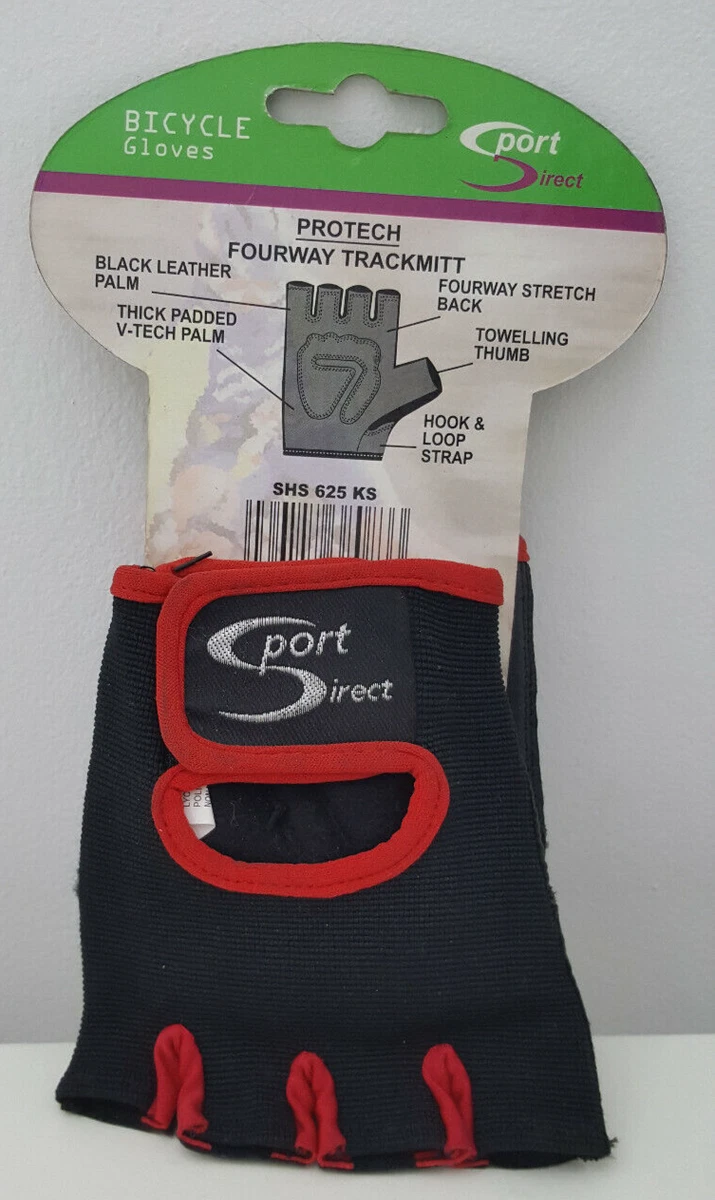 BICYCLE
Gloves
Sport
Direct
PROTECH
FOURWAY TRACKMITT
BLACK LEATHER
PALM
THICK PADDED
V-TECH PALM
FOURWAY STRETCH
BACK
TOWELLING
THUMB
HOOK &
LOOP
STRAP
SHS 625 KS
Sport
Direct